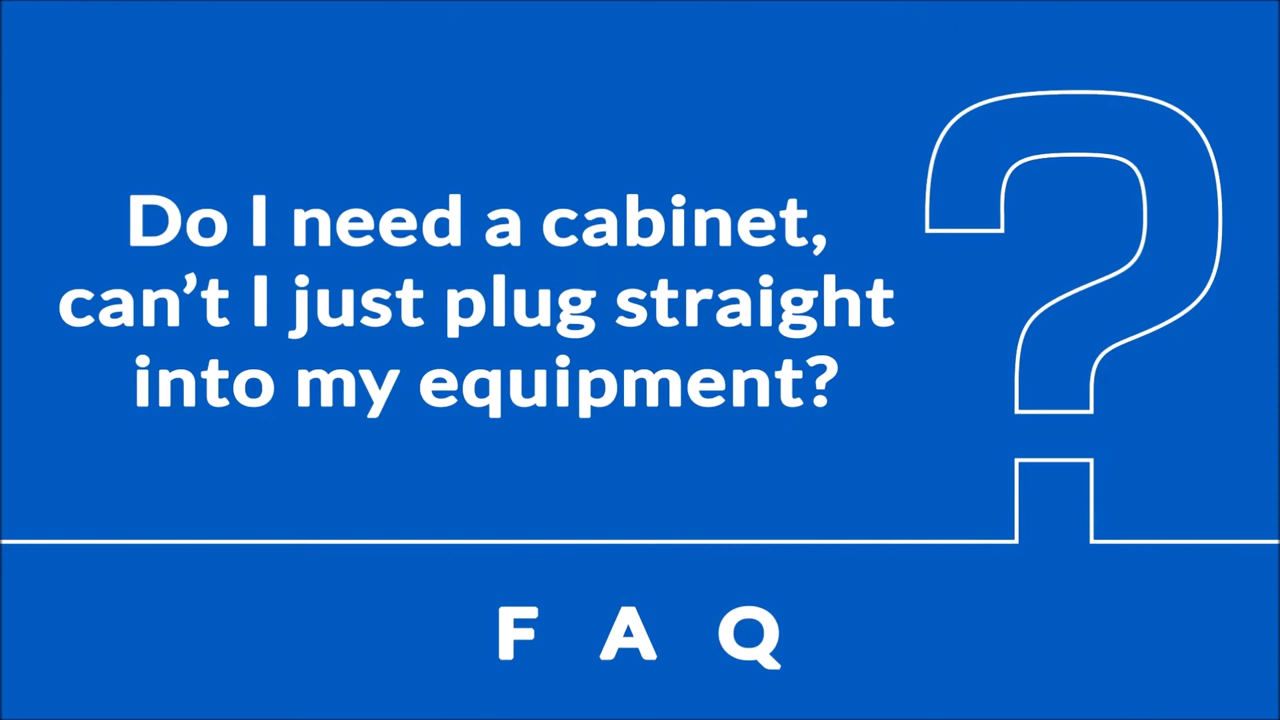 Do I need a cabinet,
can’t I just plug straight
into my equipment?
F A Q